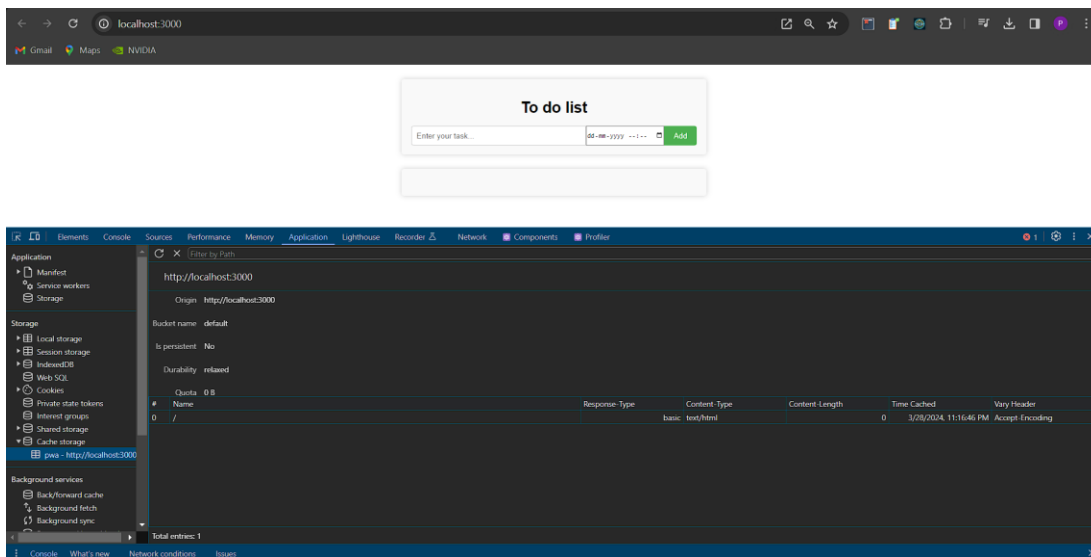 localhost:3000
Gmail Maps NVIDIA
P
To do list
Enter your task...
dd-mm-yyyy --:-- Add
Elements Console Sources Performance Memory Application Lighthouse Recorder Network Components Profiler 1
Application
Manifest
Service workers
Storage
Storage
Local storage
Session storage
IndexedDB
Web SQL
Cookies
Private state tokens
Interest groups
Shared storage
Cache storage
pwa - http://localhost:3000
Background services
Back/forward cache
Background fetch
Background sync
Filter by Path
http://localhost:3000
Origin http://localhost:3000
Bucket name default
Is persistent No
Durability relaxed
Quota 0 B
# Name Response-Type Content-Type Content-Length Time Cached Vary Header
0 / basic text/html 0 3/28/2024, 11:16:46 PM Accept-Encoding
Total entries: 1
Console What's new Network conditions Issues